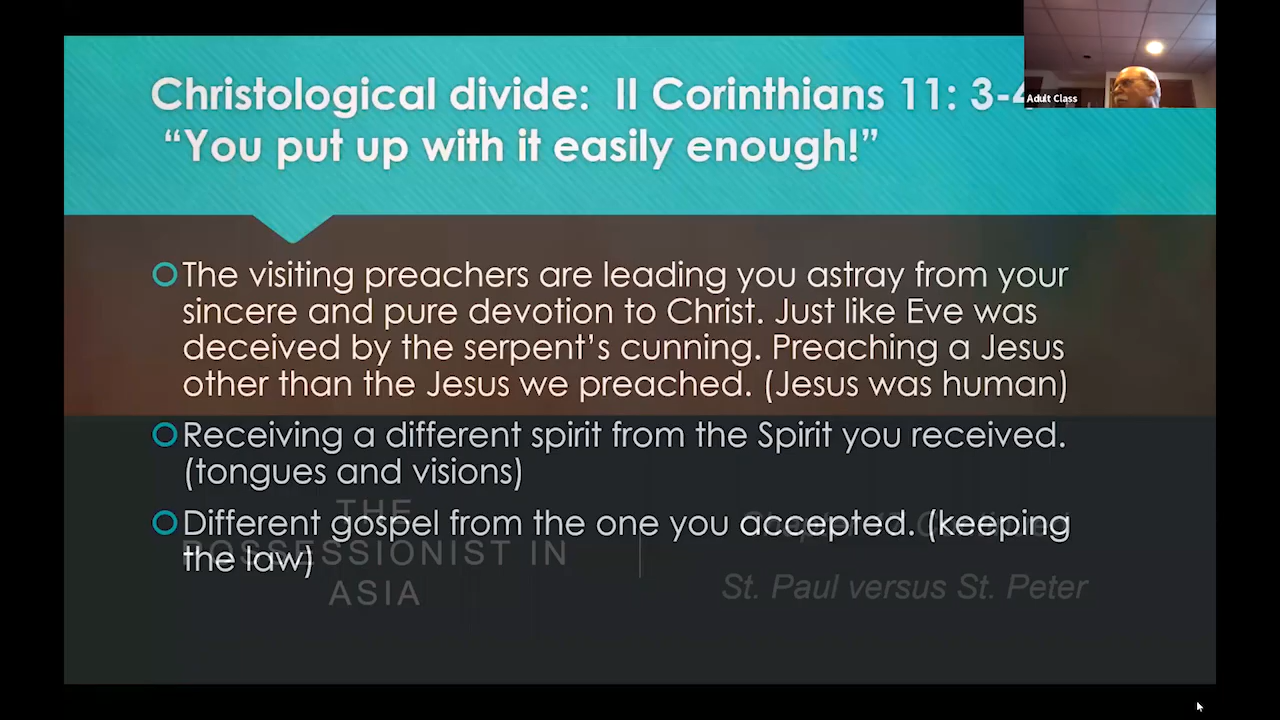 Christological divide: II Corinthians 11: 3-4
“You put up with it easily enough!”
Adult Class
The visiting preachers are leading you astray from your
sincere and pure devotion to Christ. Just like Eve was
deceived by the serpent’s cunning. Preaching a Jesus
other than the Jesus we preached. (Jesus was human)
Receiving a different spirit from the Spirit you received.
(tongues and visions)
Different gospel from the one you accepted. (keeping
the law)
THE
POSSESSIONIST IN
ASIA
St. Paul versus St. Peter